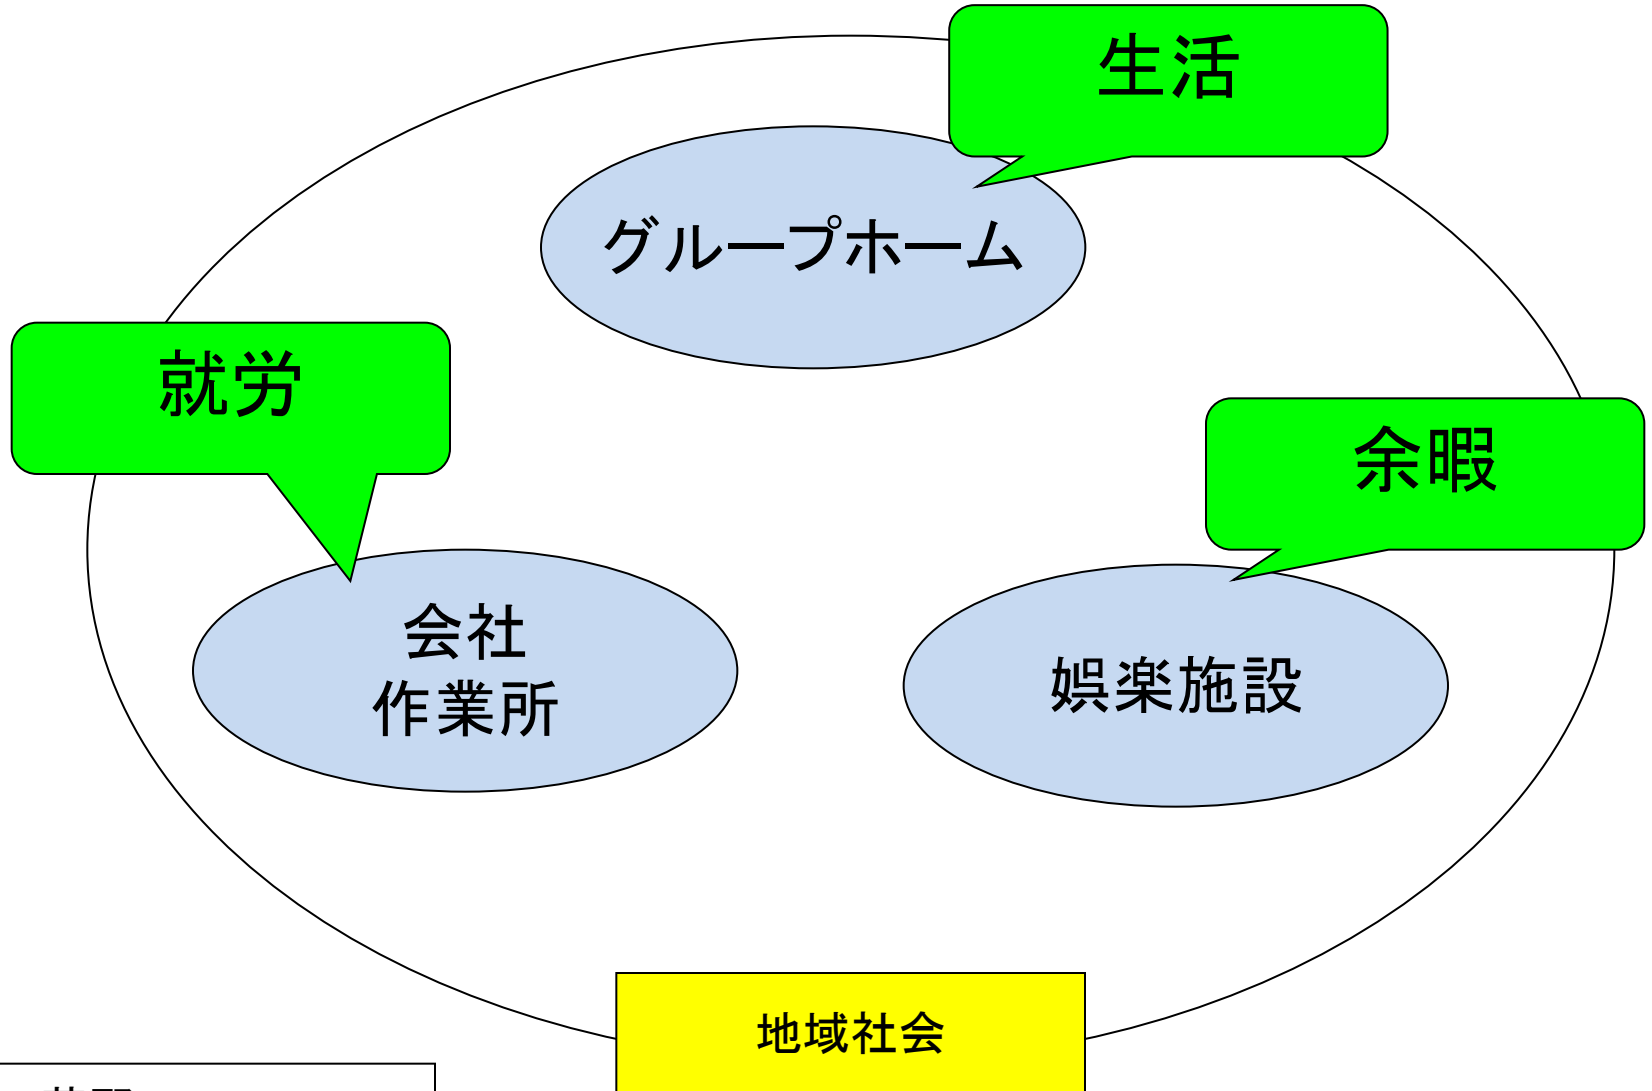 生活
グループホーム
就労
余暇
会社
作業所
娯楽施設
地域社会